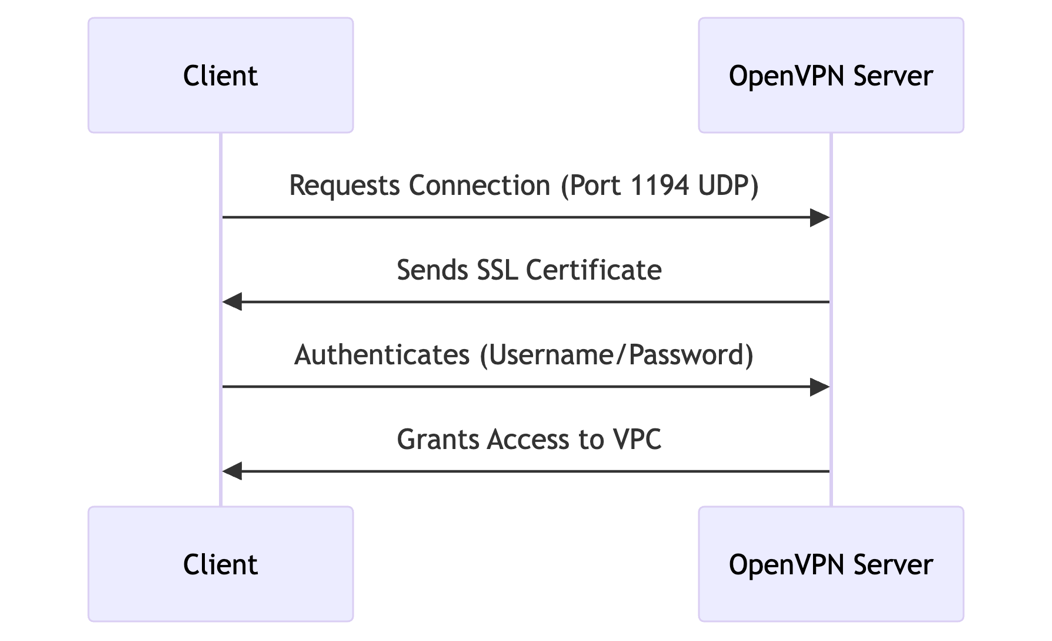 Client
OpenVPN Server
Requests Connection (Port 1194 UDP)
Sends SSL Certificate
Authenticates (Username/Password)
Grants Access to VPC
Client
OpenVPN Server